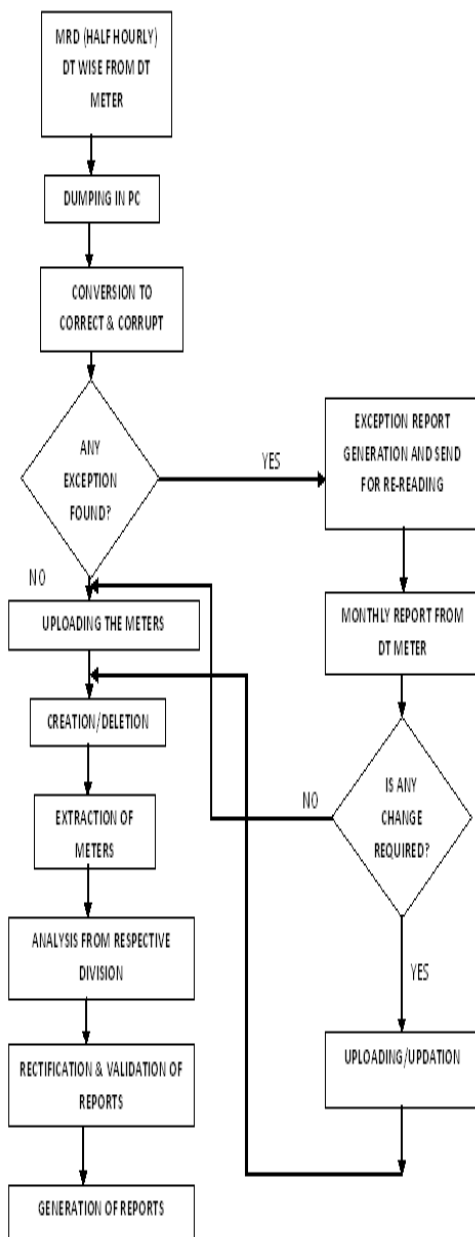 MRD (HALF HOURLY)
DT WISE FROM DT
METER
DUMPING IN PC
CONVERSION TO
CORRECT & CORRUPT
ANY
EXCEPTION
FOUND?
YES
EXCEPTION REPORT
GENERATION AND SEND
FOR RE-READING
NO
UPLOADING THE METERS
MONTHLY REPORT FROM
DT METER
CREATION/DELETION
NO
IS ANY
CHANGE
REQUIRED?
EXTRACTION OF
METERS
ANALYSIS FROM RESPECTIVE
DIVISION
YES
RECTIFICATION & VALIDATION OF
REPORTS
UPLOADING/UPDATION
GENERATION OF REPORTS